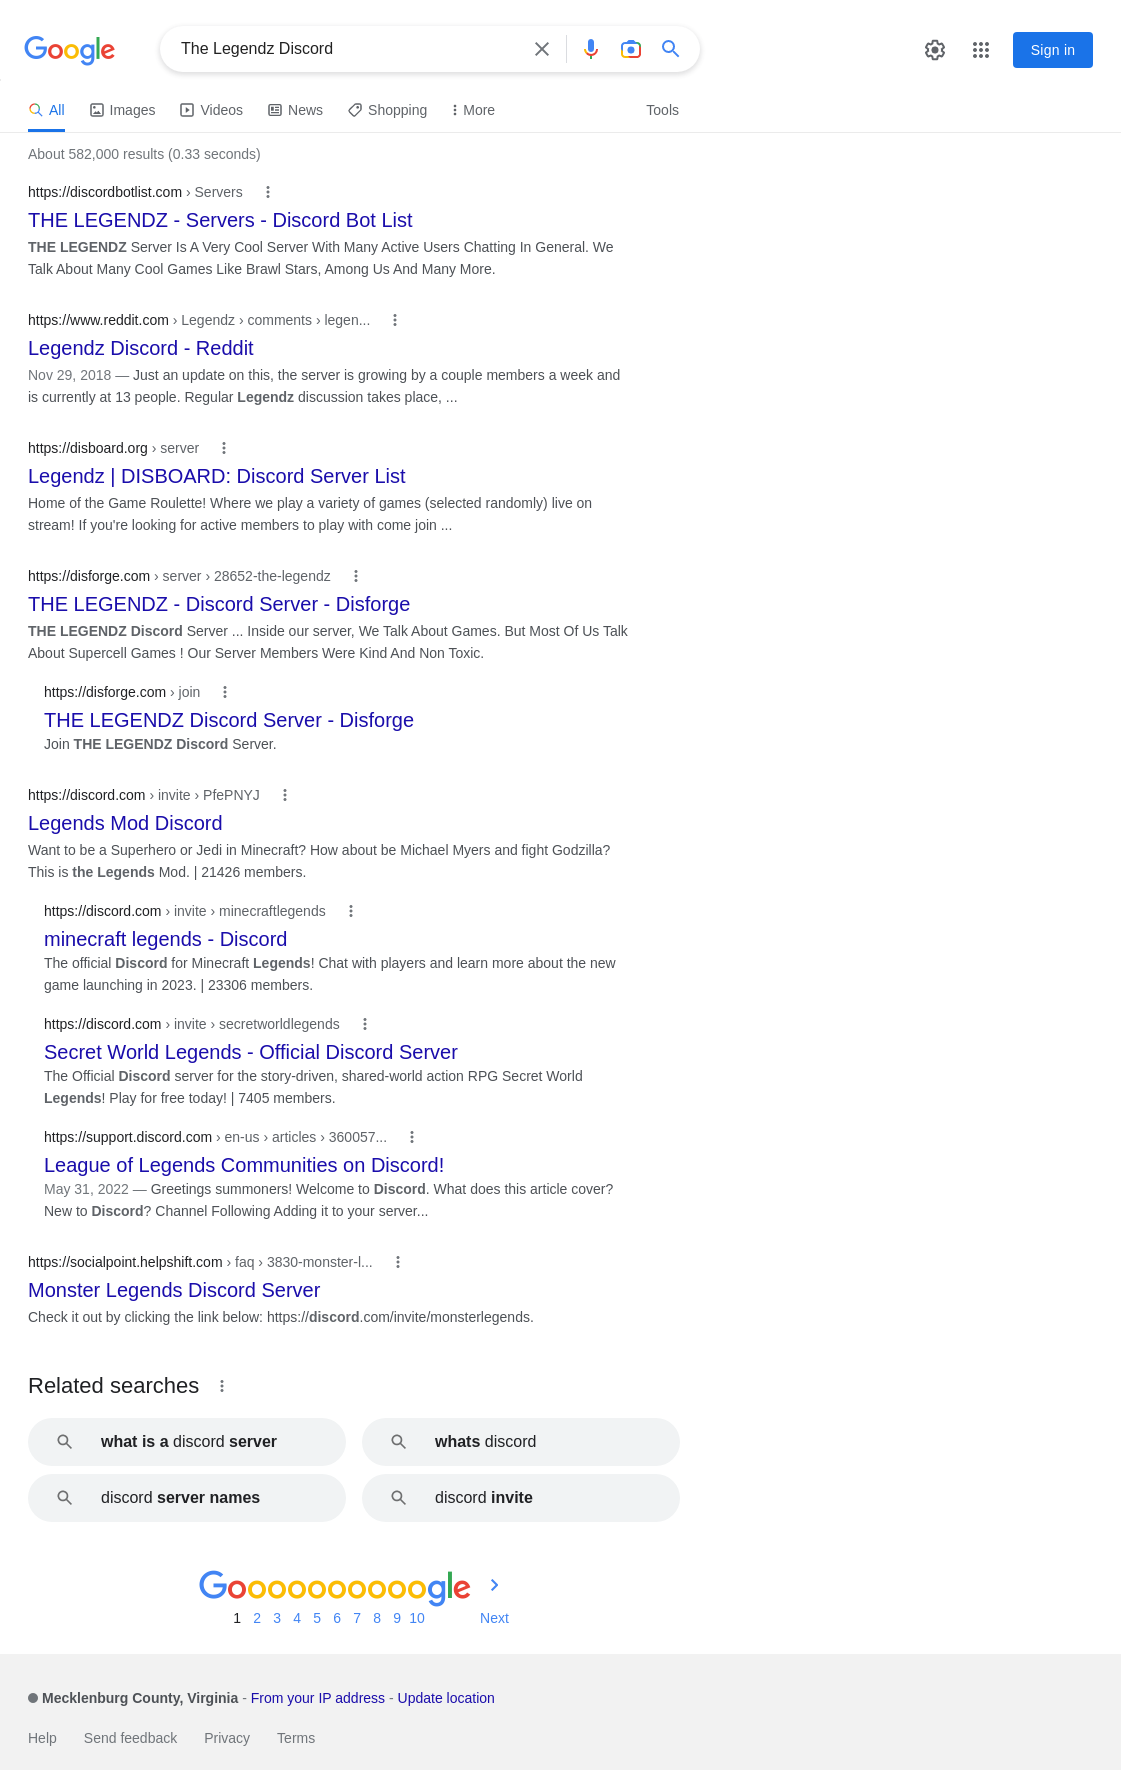 Google
The Legendz Discord
Sign in
All Images Videos News Shopping More Tools
About 582,000 results (0.33 seconds)
https://discordbotlist.com › Servers
THE LEGENDZ - Servers - Discord Bot List
THE LEGENDZ Server Is A Very Cool Server With Many Active Users Chatting In General. We
Talk About Many Cool Games Like Brawl Stars, Among Us And Many More.
https://www.reddit.com › Legendz › comments › legen...
Legendz Discord - Reddit
Nov 29, 2018 — Just an update on this, the server is growing by a couple members a week and
is currently at 13 people. Regular Legendz discussion takes place, ...
https://disboard.org › server
Legendz | DISBOARD: Discord Server List
Home of the Game Roulette! Where we play a variety of games (selected randomly) live on
stream! If you're looking for active members to play with come join ...
https://disforge.com › server › 28652-the-legendz
THE LEGENDZ - Discord Server - Disforge
THE LEGENDZ Discord Server ... Inside our server, We Talk About Games. But Most Of Us Talk
About Supercell Games ! Our Server Members Were Kind And Non Toxic.
https://disforge.com › join
THE LEGENDZ Discord Server - Disforge
Join THE LEGENDZ Discord Server.
https://discord.com › invite › PfePNYJ
Legends Mod Discord
Want to be a Superhero or Jedi in Minecraft? How about be Michael Myers and fight Godzilla?
This is the Legends Mod. | 21426 members.
https://discord.com › invite › minecraftlegends
minecraft legends - Discord
The official Discord for Minecraft Legends! Chat with players and learn more about the new
game launching in 2023. | 23306 members.
https://discord.com › invite › secretworldlegends
Secret World Legends - Official Discord Server
The Official Discord server for the story-driven, shared-world action RPG Secret World
Legends! Play for free today! | 7405 members.
https://support.discord.com › en-us › articles › 360057...
League of Legends Communities on Discord!
May 31, 2022 — Greetings summoners! Welcome to Discord. What does this article cover?
New to Discord? Channel Following Adding it to your server...
https://socialpoint.helpshift.com › faq › 3830-monster-l...
Monster Legends Discord Server
Check it out by clicking the link below: https://discord.com/invite/monsterlegends.
Related searches
what is a discord server
whats discord
discord server names
discord invite
Goooooooooogle
1 2 3 4 5 6 7 8 9 10 Next
Mecklenburg County, Virginia - From your IP address - Update location
Help Send feedback Privacy Terms